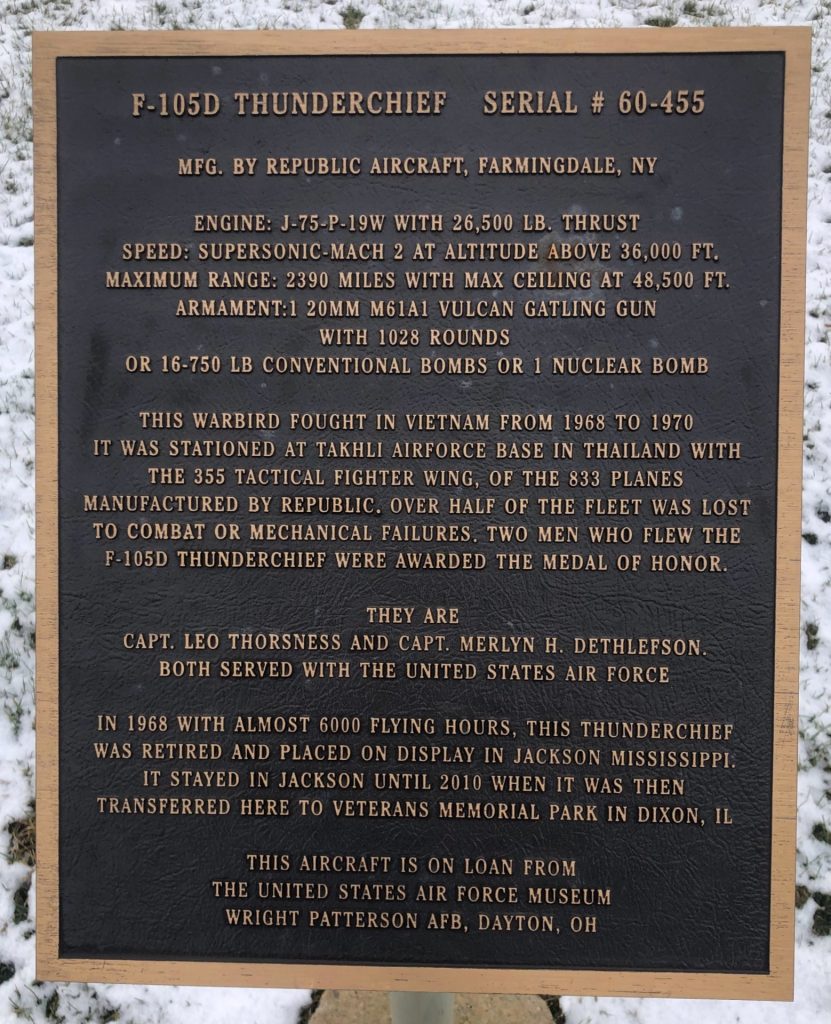 F-105D THUNDERCHIEF SERIAL # 60-455
MFG. BY REPUBLIC AIRCRAFT, FARMINGDALE, NY
ENGINE: J-75-P-19W WITH 26,500 LB. THRUST
SPEED: SUPERSONIC-MACH 2 AT ALTITUDE ABOVE 36,000 FT.
MAXIMUM RANGE: 2390 MILES WITH MAX CEILING AT 48,500 FT.
ARMAMENT:1 20MM M61A1 VULCAN GATLING GUN
WITH 1028 ROUNDS
OR 16-750 LB CONVENTIONAL BOMBS OR 1 NUCLEAR BOMB
THIS WARBIRD FOUGHT IN VIETNAM FROM 1968 TO 1970
IT WAS STATIONED AT TAKHLI AIRFORCE BASE IN THAILAND WITH
THE 355 TACTICAL FIGHTER WING, OF THE 833 PLANES
MANUFACTURED BY REPUBLIC. OVER HALF OF THE FLEET WAS LOST
TO COMBAT OR MECHANICAL FAILURES. TWO MEN WHO FLEW THE
F-105D THUNDERCHIEF WERE AWARDED THE MEDAL OF HONOR.
THEY ARE
CAPT. LEO THORSNESS AND CAPT. MERLYN H. DETHLEFSON.
BOTH SERVED WITH THE UNITED STATES AIR FORCE
IN 1968 WITH ALMOST 6000 FLYING HOURS, THIS THUNDERCHIEF
WAS RETIRED AND PLACED ON DISPLAY IN JACKSON MISSISSIPPI.
IT STAYED IN JACKSON UNTIL 2010 WHEN IT WAS THEN
TRANSFERRED HERE TO VETERANS MEMORIAL PARK IN DIXON, IL
THIS AIRCRAFT IS ON LOAN FROM
THE UNITED STATES AIR FORCE MUSEUM
WRIGHT PATTERSON AFB, DAYTON, OH